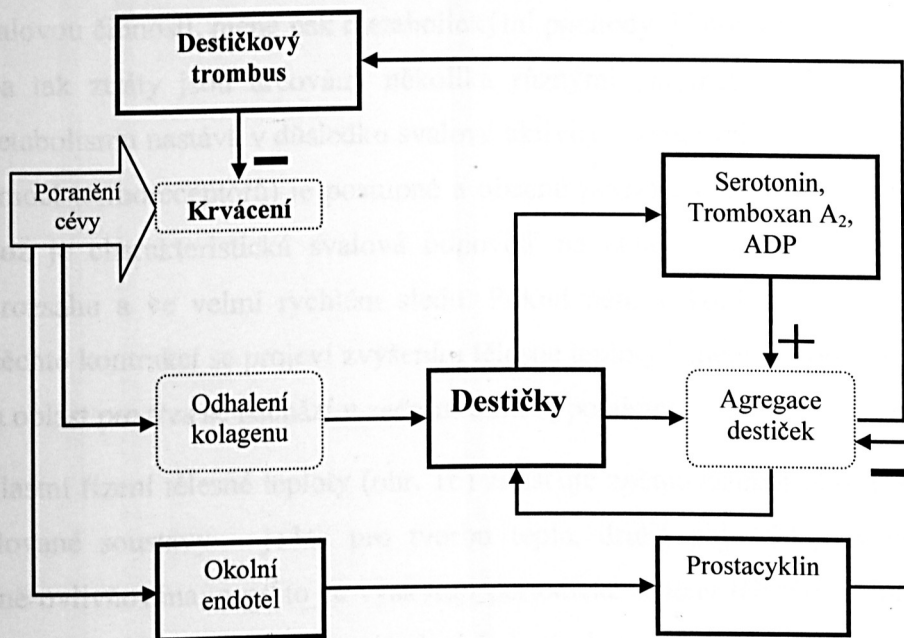 Destičkový
trombus
Poranění
cévy
Krvácení
Serotonin,
Tromboxan A₂,
ADP
Odhalení
kolagenu
Destičky
Agregace
destiček
Okolní
endotel
Prostacyklin